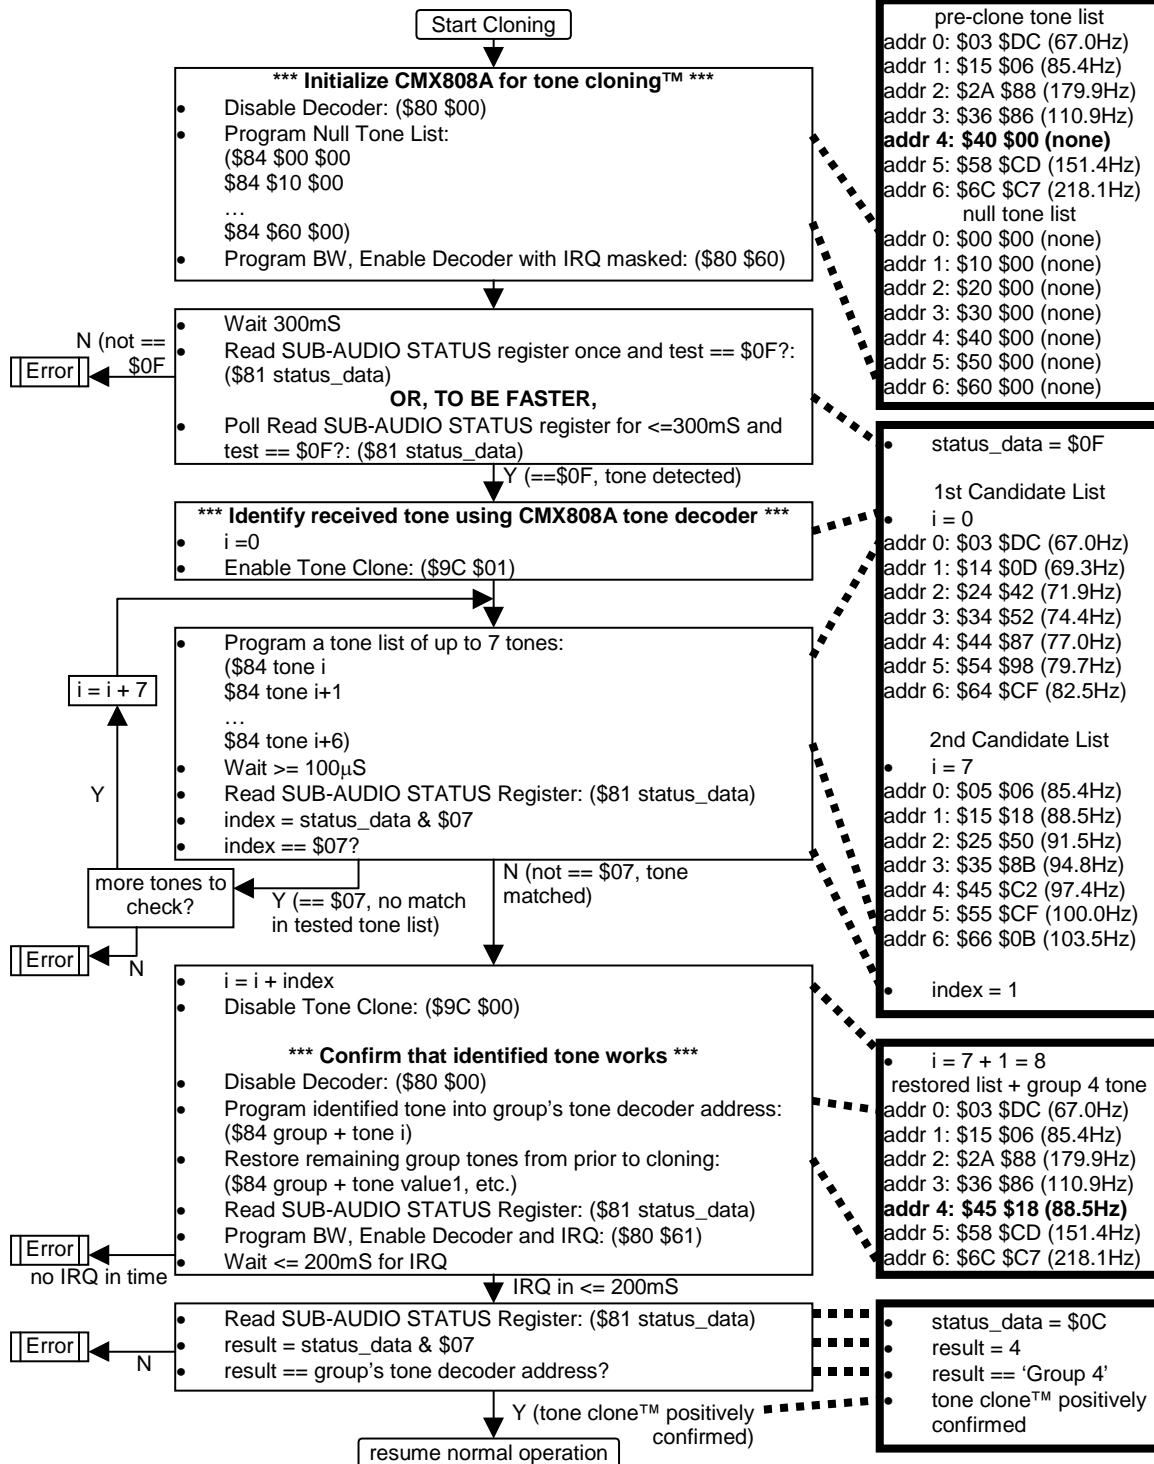 Start Cloning
*** Initialize CMX808A for tone cloning™ ***
• Disable Decoder: ($80 $00)
• Program Null Tone List:
($84 $00 $00
$84 $10 $00
…
$84 $60 $00)
• Program BW, Enable Decoder with IRQ masked: ($80 $60)
• Wait 300mS
• Read SUB-AUDIO STATUS register once and test == $0F?:
($81 status_data)
OR, TO BE FASTER,
• Poll Read SUB-AUDIO STATUS register for <=300mS and
test == $0F?: ($81 status_data)
N (not ==
$0F
Error
Y (==$0F, tone detected)
*** Identify received tone using CMX808A tone decoder ***
• i =0
• Enable Tone Clone: ($9C $01)
• Program a tone list of up to 7 tones:
($84 tone i
$84 tone i+1
…
$84 tone i+6)
• Wait >= 100µS
• Read SUB-AUDIO STATUS Register: ($81 status_data)
• index = status_data & $07
• index == $07?
i = i + 7
Y
more tones to
check?
Y (== $07, no match
in tested tone list)
N (not == $07, tone
matched)
Error
N
• i = i + index
• Disable Tone Clone: ($9C $00)
*** Confirm that identified tone works ***
• Disable Decoder: ($80 $00)
• Program identified tone into group's tone decoder address:
($84 group + tone i)
• Restore remaining group tones from prior to cloning:
($84 group + tone value1, etc.)
• Read SUB-AUDIO STATUS Register: ($81 status_data)
• Program BW, Enable Decoder and IRQ: ($80 $61)
• Wait <= 200mS for IRQ
Error
no IRQ in time
IRQ in <= 200mS
• Read SUB-AUDIO STATUS Register: ($81 status_data)
• result = status_data & $07
• result == group's tone decoder address?
Error
N
Y (tone clone™ positively
confirmed)
resume normal operation
pre-clone tone list
addr 0: $03 $DC (67.0Hz)
addr 1: $15 $06 (85.4Hz)
addr 2: $2A $88 (179.9Hz)
addr 3: $36 $86 (110.9Hz)
addr 4: $40 $00 (none)
addr 5: $58 $CD (151.4Hz)
addr 6: $6C $C7 (218.1Hz)
null tone list
addr 0: $00 $00 (none)
addr 1: $10 $00 (none)
addr 2: $20 $00 (none)
addr 3: $30 $00 (none)
addr 4: $40 $00 (none)
addr 5: $50 $00 (none)
addr 6: $60 $00 (none)
• status_data = $0F
1st Candidate List
• i = 0
addr 0: $03 $DC (67.0Hz)
addr 1: $14 $0D (69.3Hz)
addr 2: $24 $42 (71.9Hz)
addr 3: $34 $52 (74.4Hz)
addr 4: $44 $87 (77.0Hz)
addr 5: $54 $98 (79.7Hz)
addr 6: $64 $CF (82.5Hz)
2nd Candidate List
• i = 7
addr 0: $05 $06 (85.4Hz)
addr 1: $15 $18 (88.5Hz)
addr 2: $25 $50 (91.5Hz)
addr 3: $35 $8B (94.8Hz)
addr 4: $45 $C2 (97.4Hz)
addr 5: $55 $CF (100.0Hz)
addr 6: $66 $0B (103.5Hz)
• index = 1
• i = 7 + 1 = 8
restored list + group 4 tone
addr 0: $03 $DC (67.0Hz)
addr 1: $15 $06 (85.4Hz)
addr 2: $2A $88 (179.9Hz)
addr 3: $36 $86 (110.9Hz)
addr 4: $45 $18 (88.5Hz)
addr 5: $58 $CD (151.4Hz)
addr 6: $6C $C7 (218.1Hz)
• status_data = $0C
• result = 4
• result == 'Group 4'
• tone clone™ positively
confirmed